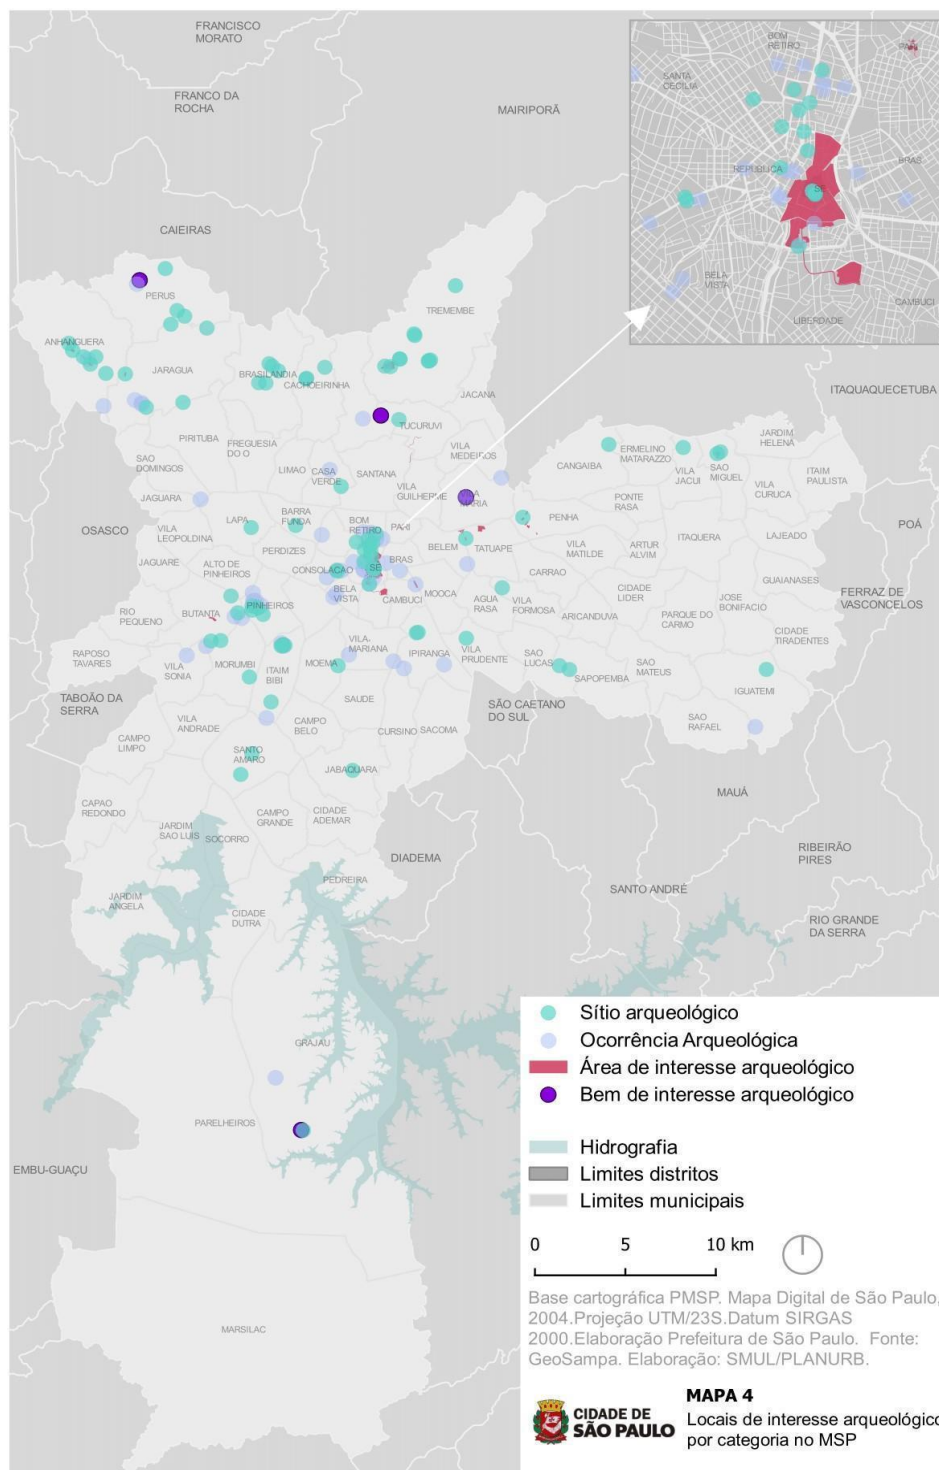 FRANCISCO
MORATO
FRANCO DA
ROCHA
MAIRIPORÃ
CAIEIRAS
BOM
RETIRO
PARI
SANTA
CECILIA
REPUBLICA
BRAS
SE
BELA
VISTA
CAMBUCI
LIBERDADE
PERUS
TREMEMBE
ANHANGUERA
JARAGUA
BRASILANDIA
CACHOEIRINHA
JACANA
ITAQUAQUECETUBA
TUCURUVI
PIRITUBA
FREGUESIA
DO O
VILA
MEDEIROS
JARDIM
HELENA
ERMELINO
MATARAZZO
CANGAIBA
SAO
DOMINGOS
LIMAO
CASA
VERDE
SANTANA
VILA
GUILHERME
VILA
JACUI
SAO
MIGUEL
ITAIM
PAULISTA
VILA
CURUCA
JAGUARA
MARIA
PONTE
RASA
OSASCO
VILA
LEOPOLDINA
LAPA
BARRA
FUNDA
BOM
RETIRO
PARI
PENHA
POÁ
BELEM
TATUAPE
VILA
MATILDE
ARTUR
ALVIM
ITAQUERA
LAJEADO
PERDIZES
JAGUARE
ALTO DE
PINHEIROS
CONSOLACAO
SE
BRAS
CARRAO
GUAIANASES
BELA
VISTA
CAMBUCI
MOOCA
AGUA
RASA
VILA
FORMOSA
ARICANDUVA
CIDADE
LIDER
PARQUE DO
CARMO
JOSE
BONIFACIO
FERRAZ DE
VASCONCELOS
RIO
PEQUENO
BUTANTA
PINHEIROS
CIDADE
TIRADENTES
RAPOSO
TAVARES
VILA
SONIA
MORUMBI
ITAIM
BIBI
MOEMA
VILA-
MARIANA
IPIRANGA
VILA
PRUDENTE
SAO
LUCAS
SAPOPEMBA
SAO
MATEUS
IGUATEMI
TABOÃO DA
SERRA
SAUDE
SÃO CAETANO
DO SUL
SAO
RAFAEL
VILA
ANDRADE
CAMPO
BELO
CURSINO
SACOMA
CAMPO
LIMPO
SANTO
AMARO
JABAQUARA
MAUÁ
CAPAO
REDONDO
CAMPO
GRANDE
CIDADE
ADEMAR
JARDIM
SAO LUIS
SOCORRO
RIBEIRÃO
PIRES
DIADEMA
PEDREIRA
SANTO ANDRÉ
JARDIM
ANGELA
CIDADE
DUTRA
RIO GRANDE
DA SERRA
GRAJAU
PARELHEIROS
EMBU-GUAÇU
MARSILAC
Sítio arqueológico
Ocorrência Arqueológica
Área de interesse arqueológico
Bem de interesse arqueológico
Hidrografia
Limites distritos
Limites municipais
0 5 10 km
Base cartográfica PMSP. Mapa Digital de São Paulo,
2004.Projeção UTM/23S.Datum SIRGAS
2000.Elaboração Prefeitura de São Paulo. Fonte:
GeoSampa. Elaboração: SMUL/PLANURB.
CIDADE DE
SÃO PAULO
MAPA 4
Locais de interesse arqueológico
por categoria no MSP